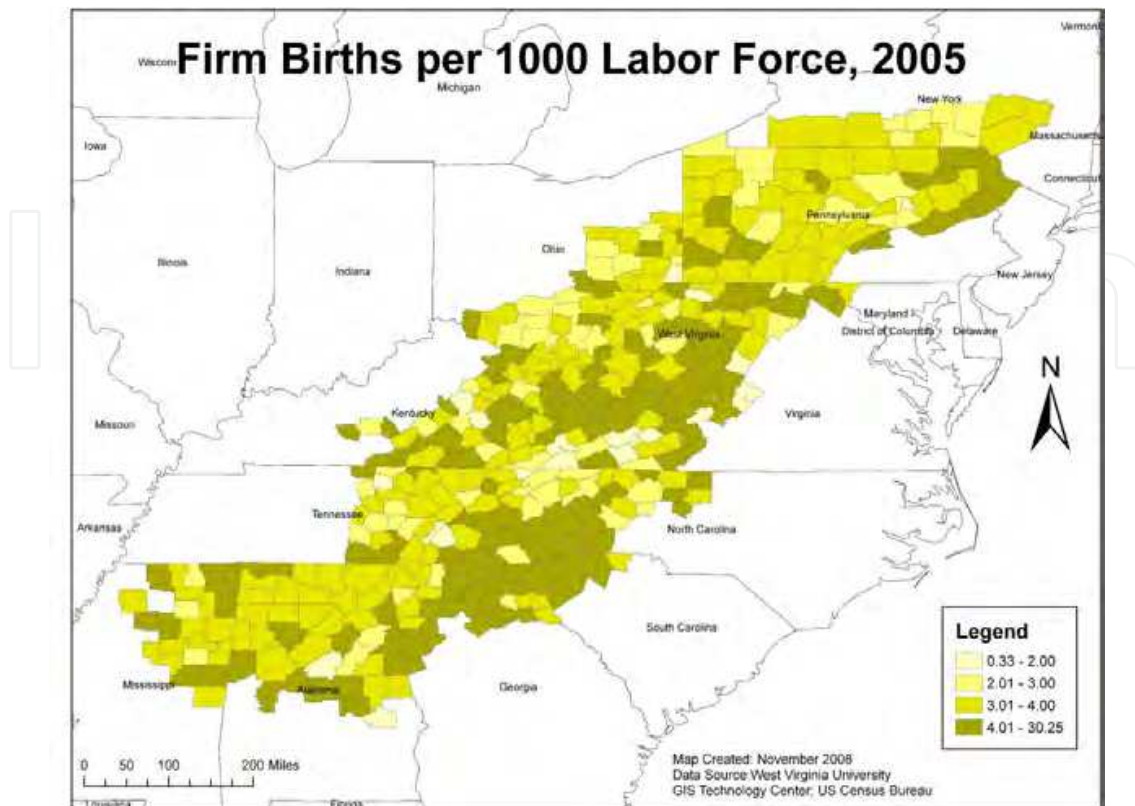 Firm Births per 1000 Labor Force, 2005
Vermont
Wisconsin
Michigan
New York
Massachusetts
Iowa
Connecticut
Pennsylvania
Ohio
Illinois
Indiana
New Jersey
Maryland
District of Columbia
Delaware
West Virginia
N
Kentucky
Virginia
Missouri
Tennessee
North Carolina
Arkansas
South Carolina
Legend
0.33 - 2.00
2.01 - 3.00
3.01 - 4.00
4.01 - 30.25
Mississippi
Alabama
Georgia
0 50 100 200 Miles
Map Created: November 2008
Data Source:West Virginia University
GIS Technology Center; US Census Bureau
Louisiana
Florida